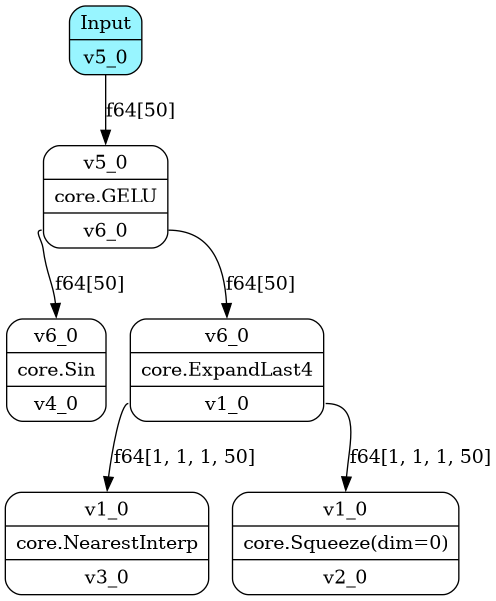 Input
v5_0
f64[50]
v5_0
core.GELU
v6_0
f64[50]
f64[50]
v6_0
core.Sin
v4_0
v6_0
core.ExpandLast4
v1_0
f64[1, 1, 1, 50]
f64[1, 1, 1, 50]
v1_0
core.NearestInterp
v3_0
v1_0
core.Squeeze(dim=0)
v2_0